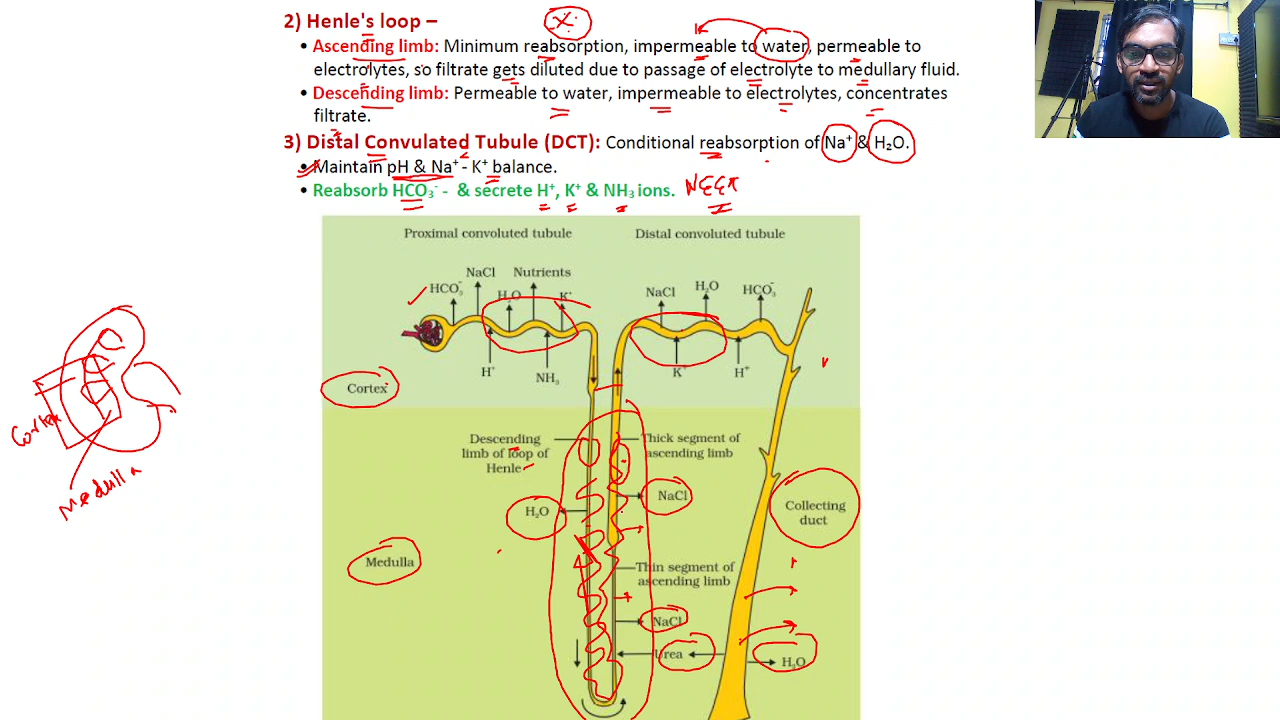 2) Henle's loop –
X
• Ascending limb: Minimum reabsorption, impermeable to water, permeable to
electrolytes, so filtrate gets diluted due to passage of electrolyte to medullary fluid.
• Descending limb: Permeable to water, impermeable to electrolytes, concentrates
filtrate.
3) Distal Convulated Tubule (DCT): Conditional reabsorption of Na⁺ & H₂O.
• Maintain pH & Na⁺ - K⁺ balance.
• Reabsorb HCO₃⁻ - & secrete H⁺, K⁺ & NH₃ ions. NEET
Proximal convoluted tubule Distal convoluted tubule
NaCl Nutrients
HCO₃⁻ H₂O K⁺ NaCl H₂O HCO₃⁻
H⁺ NH₃ K⁺ H⁺
Cortex
Cortex
Medulla
Descending
limb of loop of
Henle
Thick segment of
ascending limb
NaCl
H₂O
Collecting
duct
Medulla
Thin segment of
ascending limb
NaCl
Urea
H₂O